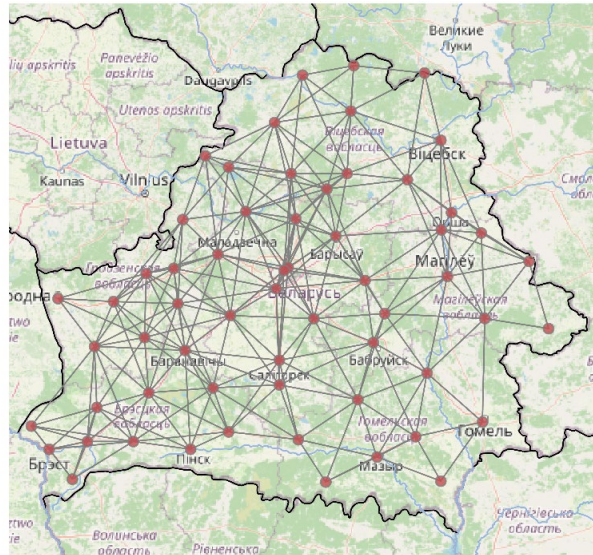 Великие
Луки
Panevėžio
apskritis
apskritis
Daugavpils
Utenos apskritis
Віцебская
вобласць
Lietuva
Віцебск
Kaunas
Vilnius
Орша
Маладзечна
Барысаў
Магілёў
Гродзенская
вобласць
Беларусь
Магілёўская
вобласць
Баранавічы
Бабруйск
Салігорск
Брэсцкая
вобласць
Гомельская
вобласць
Гомель
Брэст
Пінск
Мазыр
Чернігівська
область
Волинська
область
Рівненська